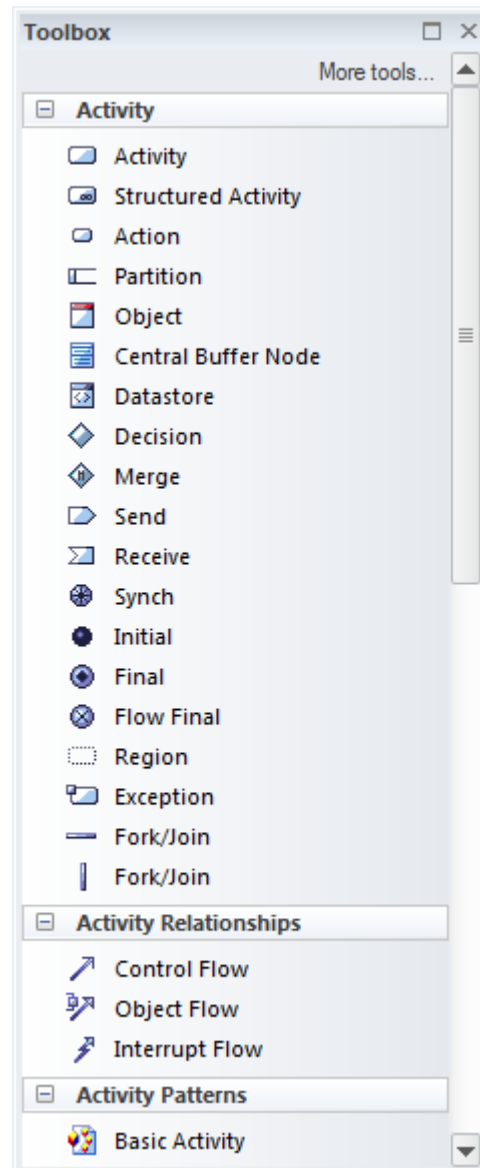 Toolbox
More tools...
Activity
Activity
Structured Activity
Action
Partition
Object
Central Buffer Node
Datastore
Decision
Merge
Send
Receive
Synch
Initial
Final
Flow Final
Region
Exception
Fork/Join
Fork/Join
Activity Relationships
Control Flow
Object Flow
Interrupt Flow
Activity Patterns
Basic Activity